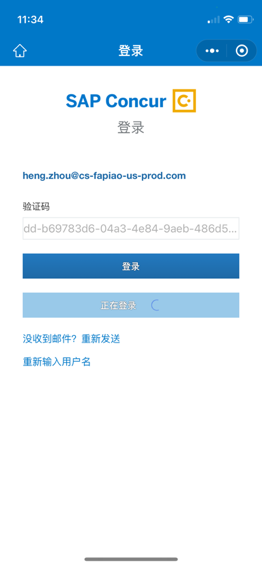 11:34
登录
SAP Concur
登录
heng.zhou@cs-fapiao-us-prod.com
验证码
dd-b69783d6-04a3-4e84-9aeb-486d5...
登录
正在登录
没收到邮件? 重新发送
重新输入用户名